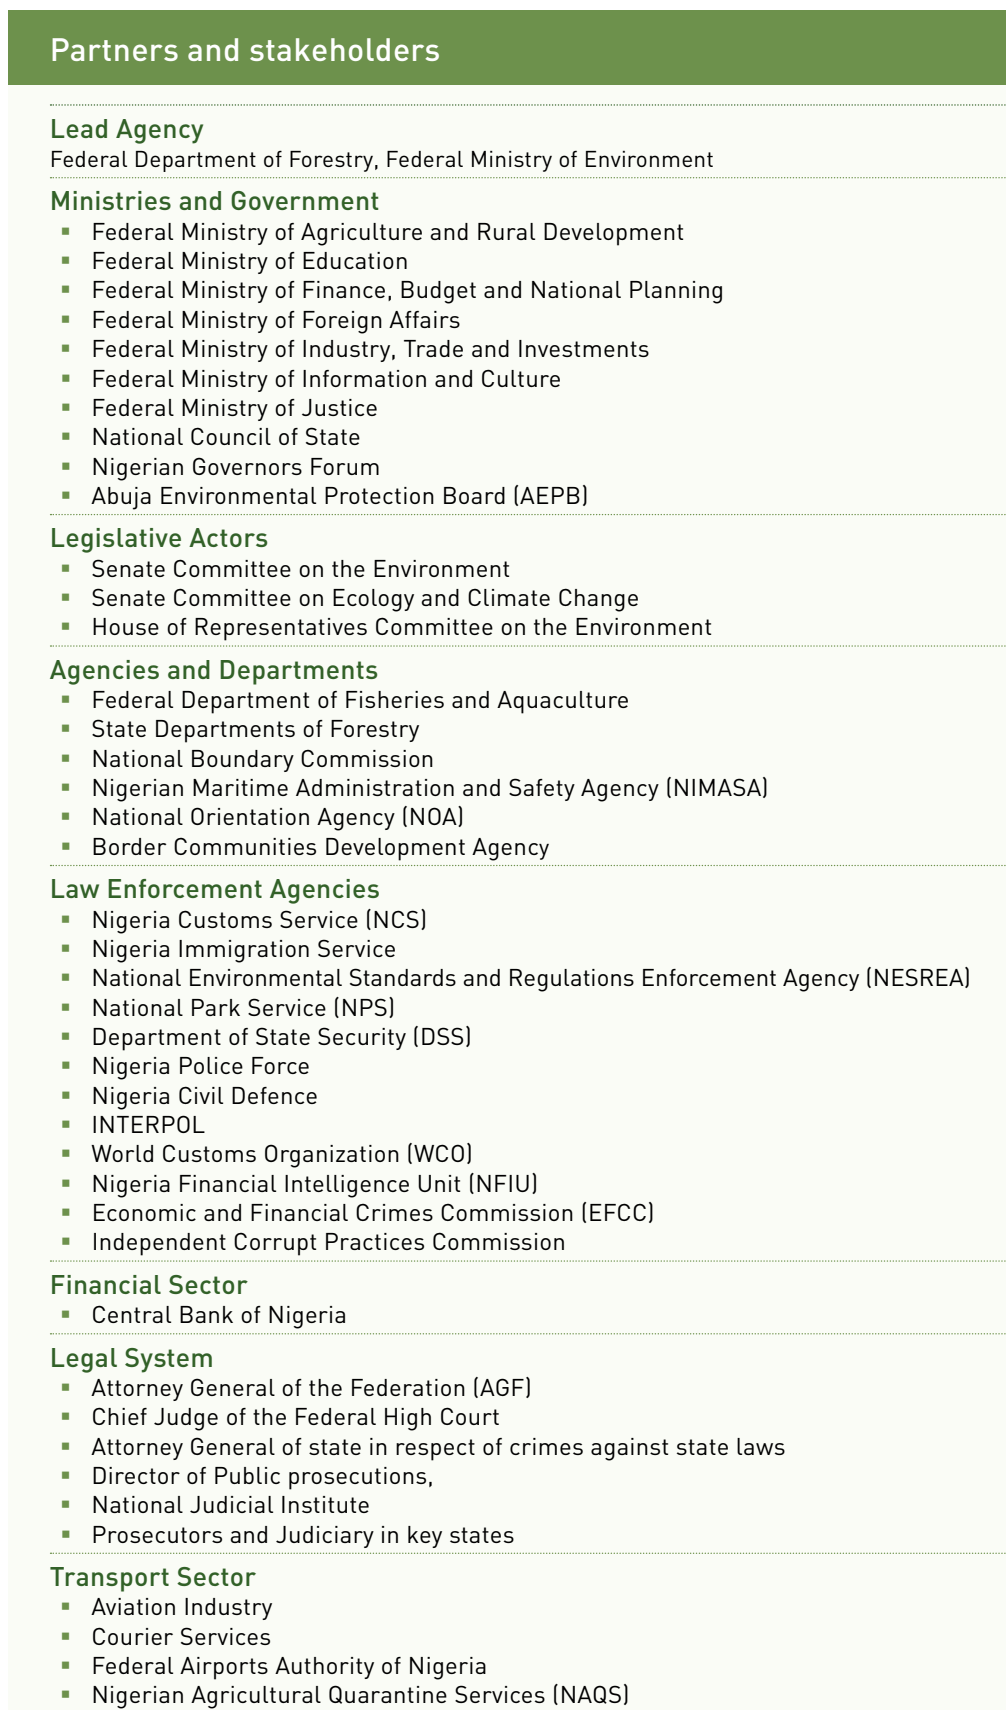 Partners and stakeholders
Lead Agency
Federal Department of Forestry, Federal Ministry of Environment
Ministries and Government
▪ Federal Ministry of Agriculture and Rural Development
▪ Federal Ministry of Education
▪ Federal Ministry of Finance, Budget and National Planning
▪ Federal Ministry of Foreign Affairs
▪ Federal Ministry of Industry, Trade and Investments
▪ Federal Ministry of Information and Culture
▪ Federal Ministry of Justice
▪ National Council of State
▪ Nigerian Governors Forum
▪ Abuja Environmental Protection Board (AEPB)
Legislative Actors
▪ Senate Committee on the Environment
▪ Senate Committee on Ecology and Climate Change
▪ House of Representatives Committee on the Environment
Agencies and Departments
▪ Federal Department of Fisheries and Aquaculture
▪ State Departments of Forestry
▪ National Boundary Commission
▪ Nigerian Maritime Administration and Safety Agency (NIMASA)
▪ National Orientation Agency (NOA)
▪ Border Communities Development Agency
Law Enforcement Agencies
▪ Nigeria Customs Service (NCS)
▪ Nigeria Immigration Service
▪ National Environmental Standards and Regulations Enforcement Agency (NESREA)
▪ National Park Service (NPS)
▪ Department of State Security (DSS)
▪ Nigeria Police Force
▪ Nigeria Civil Defence
▪ INTERPOL
▪ World Customs Organization (WCO)
▪ Nigeria Financial Intelligence Unit (NFIU)
▪ Economic and Financial Crimes Commission (EFCC)
▪ Independent Corrupt Practices Commission
Financial Sector
▪ Central Bank of Nigeria
Legal System
▪ Attorney General of the Federation (AGF)
▪ Chief Judge of the Federal High Court
▪ Attorney General of state in respect of crimes against state laws
▪ Director of Public prosecutions,
▪ National Judicial Institute
▪ Prosecutors and Judiciary in key states
Transport Sector
▪ Aviation Industry
▪ Courier Services
▪ Federal Airports Authority of Nigeria
▪ Nigerian Agricultural Quarantine Services (NAQS)